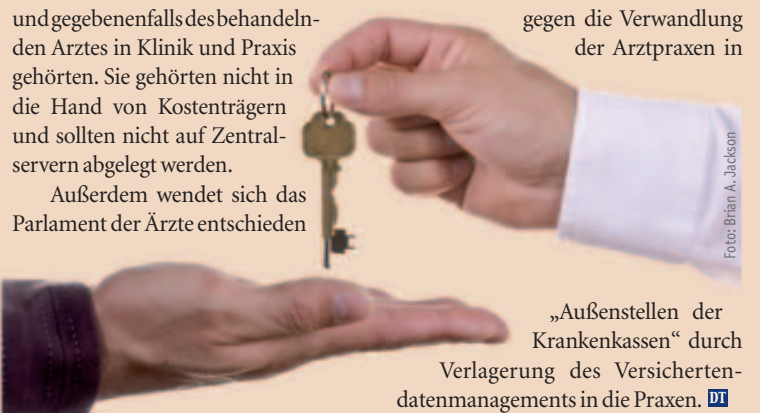 und gegebenenfalls des behandeln-
den Arztes in Klinik und Praxis
gehörten. Sie gehörten nicht in
die Hand von Kostenträgern
und sollten nicht auf Zentral-
servern abgelegt werden.
Außerdem wendet sich das
Parlament der Ärzte entschieden
gegen die Verwandlung
der Arztpraxen in
„Außenstellen der
Krankenkassen“ durch
Verlagerung des Versicherten-
datenmanagements in die Praxen. DT
Foto: Brian A. Jackson